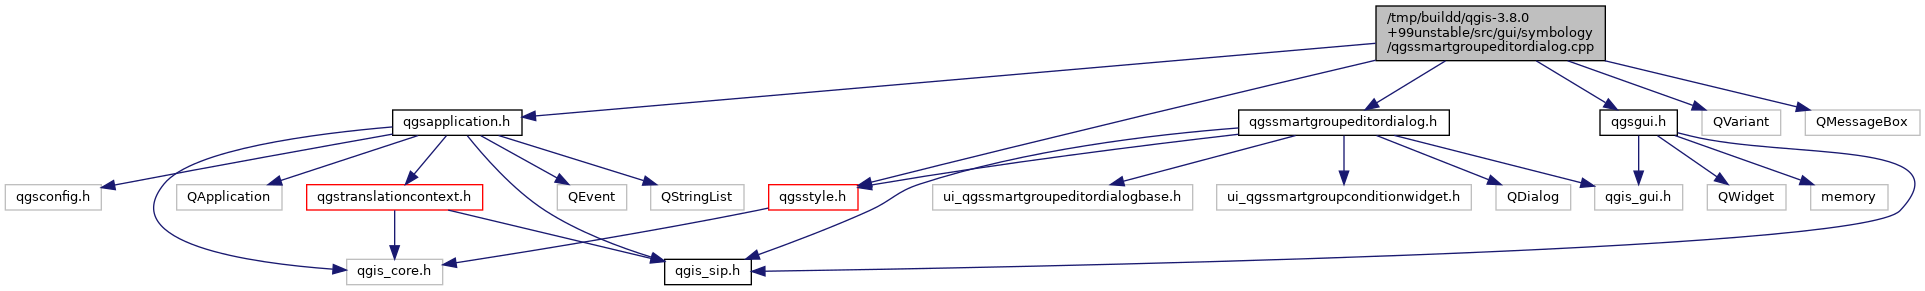 /tmp/buildd/qgis-3.8.0
+99unstable/src/gui/symbology
/qgssmartgroupeditordialog.cpp
qgsapplication.h
qgssmartgroupeditordialog.h
qgsgui.h
QVariant
QMessageBox
qgsconfig.h
QApplication
qgstranslationcontext.h
QEvent
QStringList
qgsstyle.h
ui_qgssmartgroupeditordialogbase.h
ui_qgssmartgroupconditionwidget.h
QDialog
qgis_gui.h
QWidget
memory
qgis_core.h
qgis_sip.h